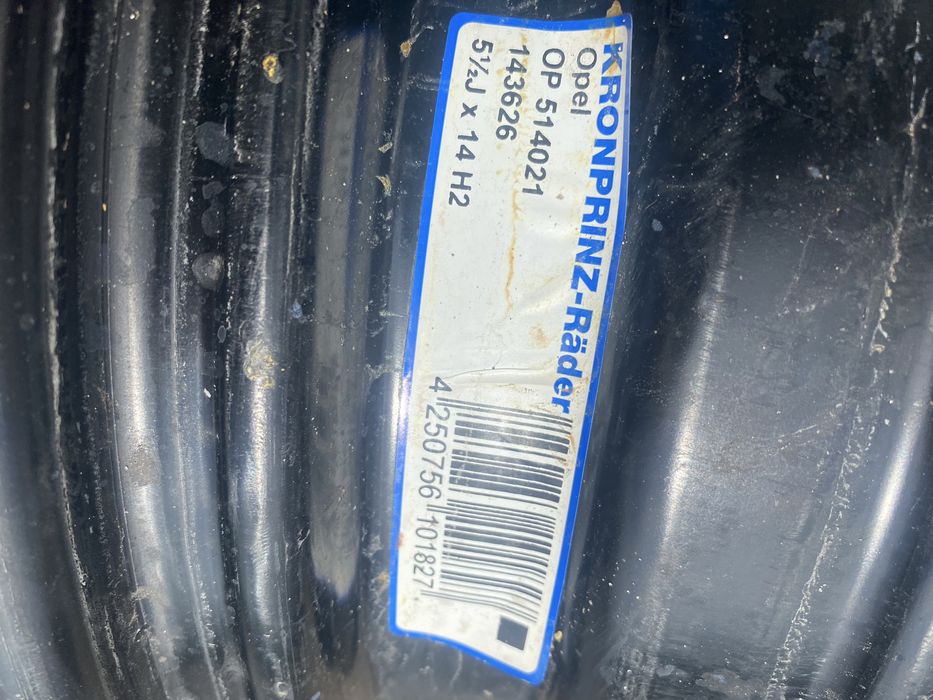 KRONPRINZ-Räder
Opel
OP 514021
143626
5½J x 14 H2
4 250756 101827